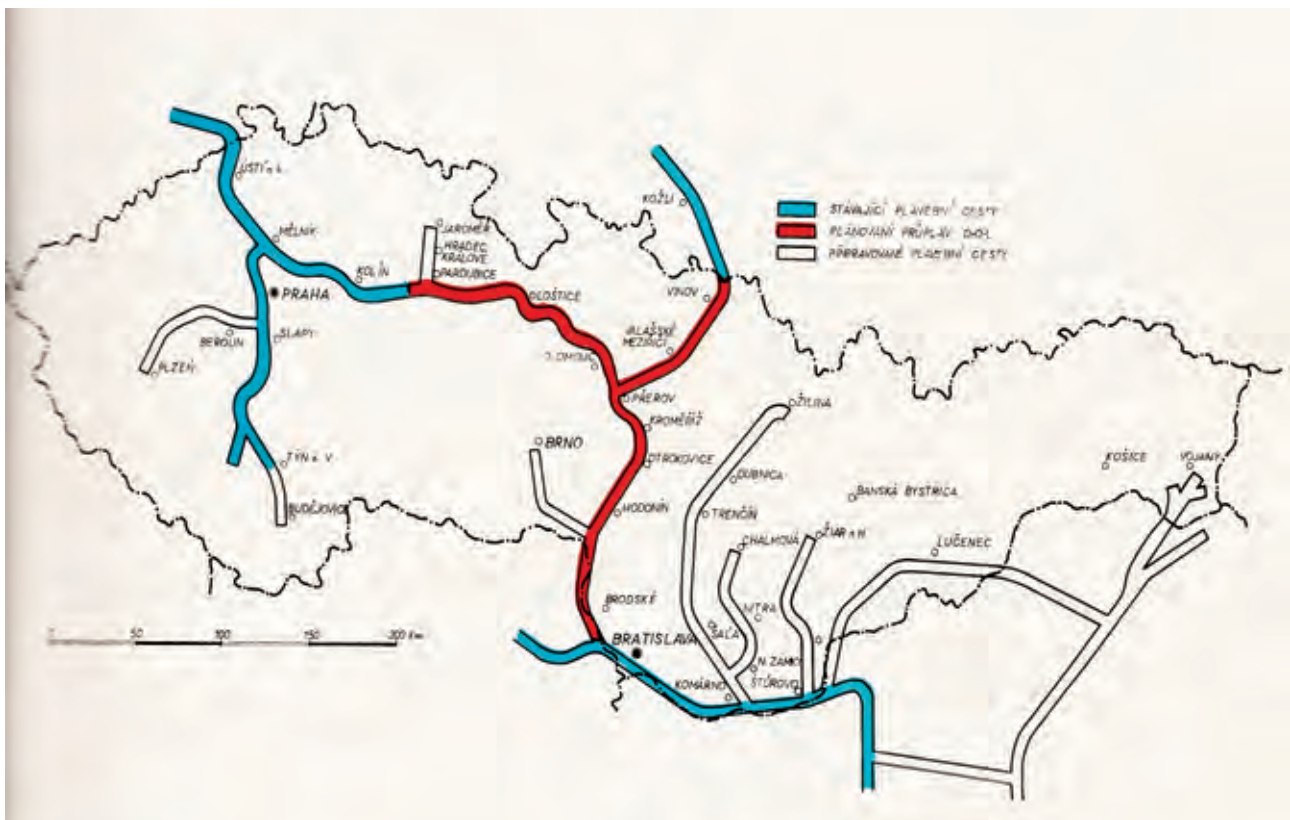 ÚSTÍ n. L.
MĚLNÍK
KOLÍN
PRAHA
BEROUN
PLZEŇ
SLAPY
TÝN n. V.
BUDĚJOVICE
JAROMĚŘ
HRADEC
KRÁLOVÉ
PARDUBICE
LOŠTICE
OLOMOUC
VALAŠSKÉ
MEZIŘÍČÍ
KOŽLÍ
PŘEROV
KROMĚŘÍŽ
OTROKOVICE
BRNO
HODONÍN
BRODSKÉ
BRATISLAVA
STÁVAJÍCÍ PLAVEBNÍ CESTY
PLÁNOVANÝ PRŮPLAV D-O-L
PŘIPRAVOVANÉ PLAVEBNÍ CESTY
ŽILINA
DUBNICA
TRENČÍN
BANSKÁ BYSTRICA
KOŠICE
VOJANY
CHALMOVÁ
ŽIAR n H
LUČENEC
NITRA
ŠAĽA
N. ZÁMKY
ŠTÚROVO
KOMÁRNO
50 100 150 200 km